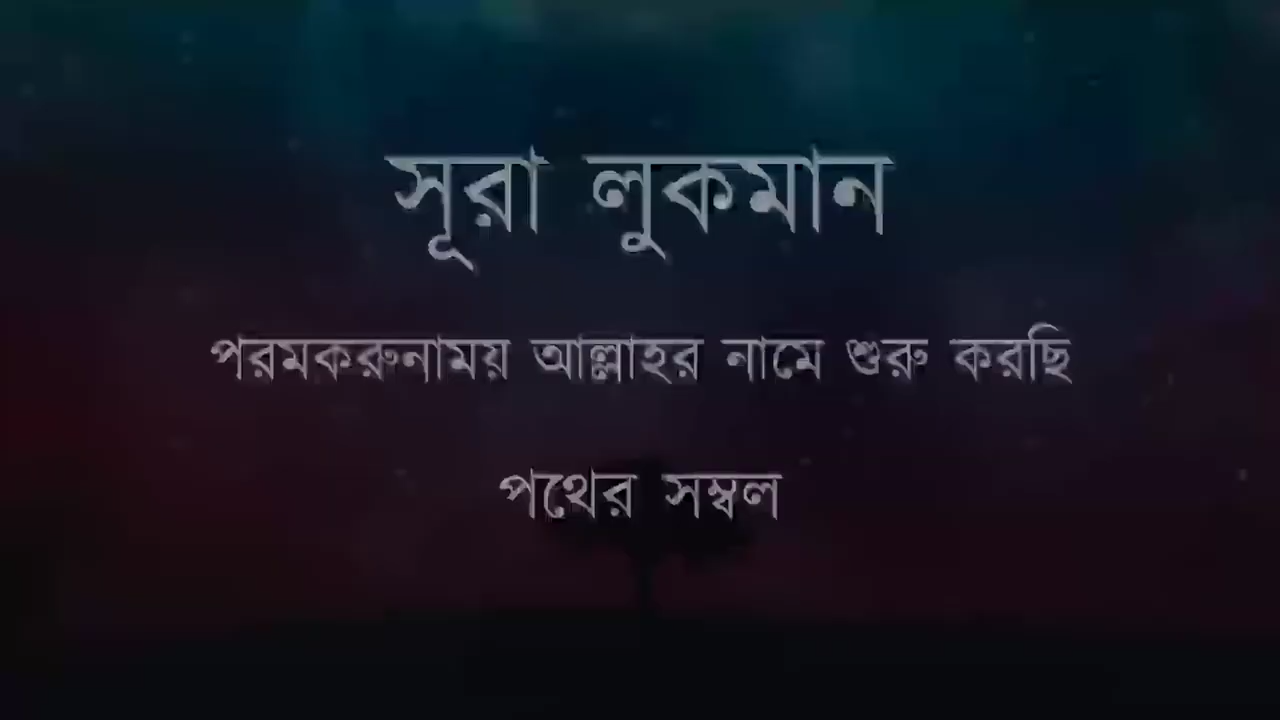 সূরা লুকমান
পরমকরুনাময় আল্লাহর নামে শুরু করছি
পথের সম্বল